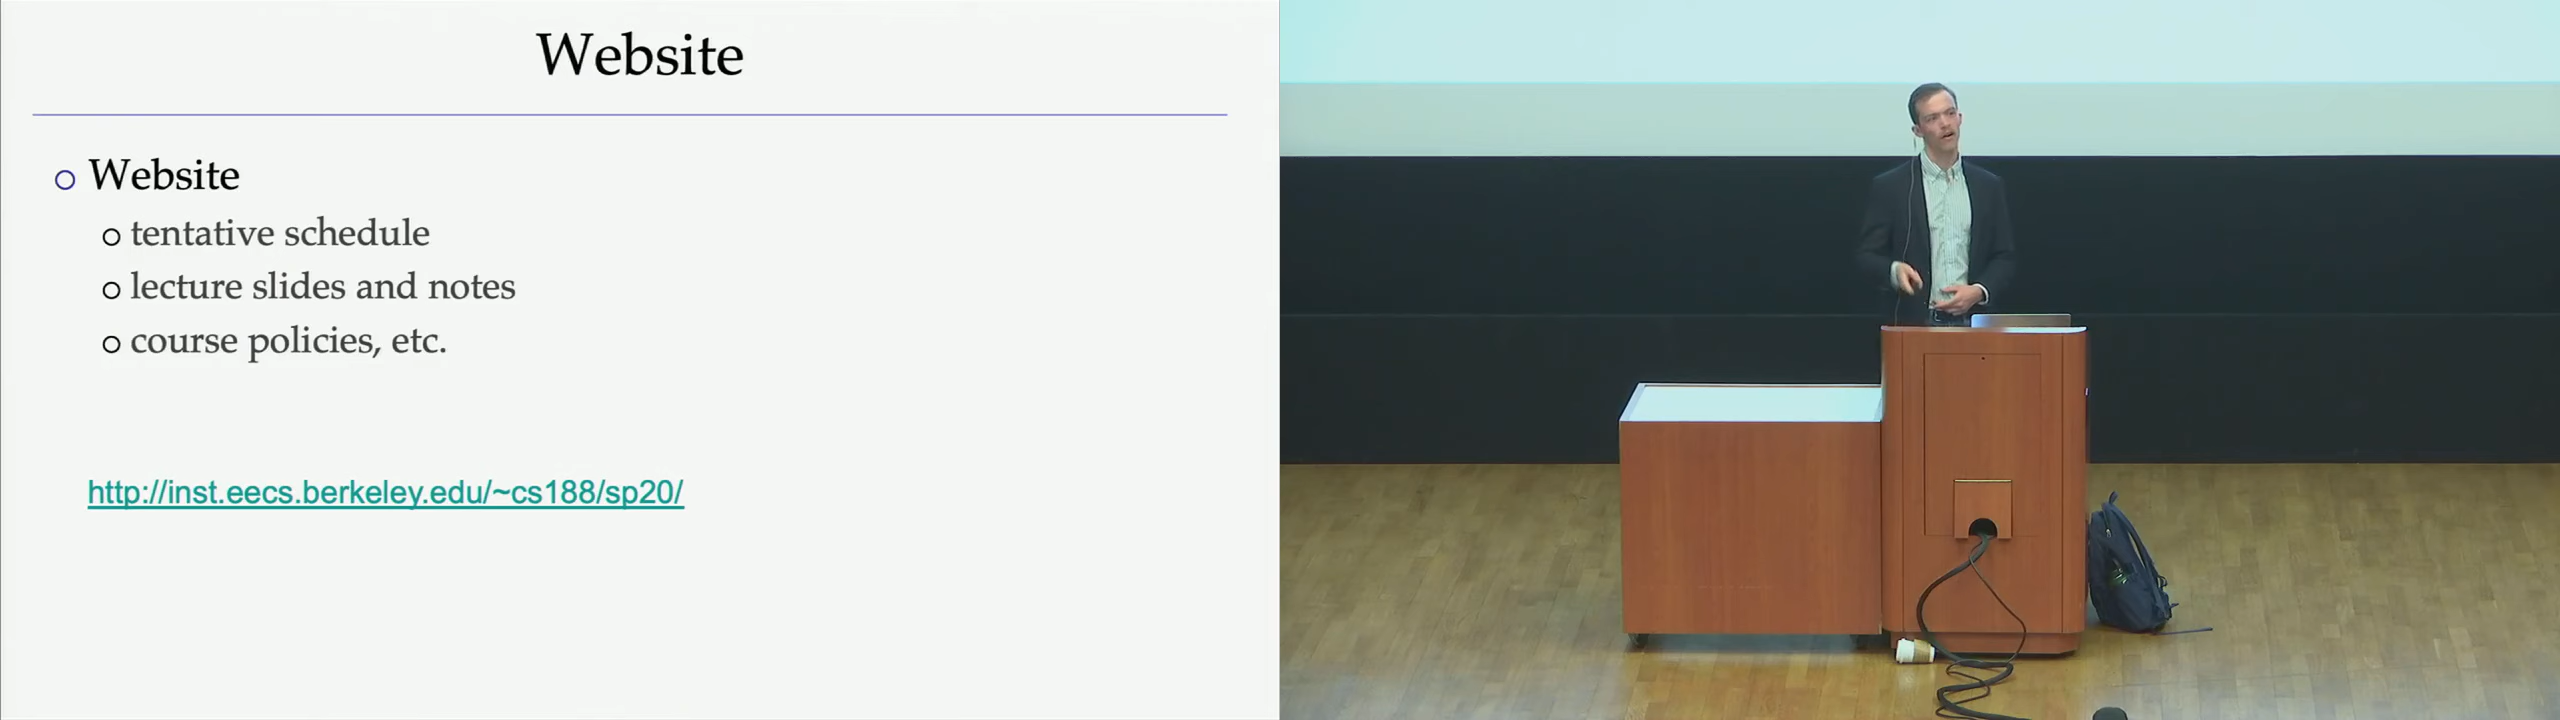 Website
Website
tentative schedule
lecture slides and notes
course policies, etc.
http://inst.eecs.berkeley.edu/~cs188/sp20/